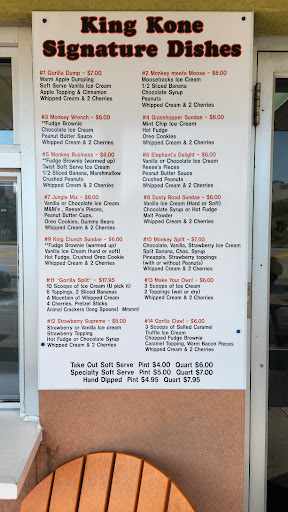 King Kone
Signature Dishes
#1 Gorilla Dump - $7.00
Warm Apple Dumpling
Soft Serve Vanilla Ice Cream
Apple Topping & Cinnamon
Whipped Cream & 2 Cherries
#2 Monkey meets Moose - $6.00
Moosetracks Ice Cream
1/2 Sliced Banana
Chocolate Syrup
Peanuts
Whipped Cream & 2 Cherries
#3 Monkey Wrench - $6.00
**Fudge Brownie
Chocolate Ice Cream
Peanut Butter Sauce
Whipped Cream & 2 Cherries
#4 Grasshopper Sundae - $6.00
Mint Chip Ice Cream
Hot Fudge
Oreo Cookies
Whipped Cream & 2 Cherries
#5 Monkey Business - $6.00
**Fudge Brownie (warmed up)
Twist Soft Serve Ice Cream
1/2 Sliced Banana, Marshmallow
Crushed Peanuts
Whipped Cream & 2 Cherries
#6 Elephant's Delight - $6.00
Vanilla or Chocolate Ice Cream
Reese's Pieces
Peanut Butter Sauce
Crushed Peanuts
Whipped Cream & 2 Cherries
#7 Jungle Mix - $6.00
Vanilla or Chocolate Ice Cream
M&M's, Reese's Pieces,
Peanut Butter Cups,
Oreo Cookies, Gummy Bears
Whipped Cream & 2 Cherries
#8 Dusty Road Sundae - $6.00
Vanilla Ice Cream (Hard or Soft)
Chocolate Syrup or Hot Fudge
Malt Powder
Whipped Cream & 2 Cherries
#9 King Crunch Sundae - $6.00
**Fudge Brownie (warmed up)
Vanilla Ice Cream (hard or soft)
Hot Fudge, Crushed Oreo Cookie
Whipped Cream & 2 Cherries
#10 Monkey Split - $7.00
Chocolate, Vanilla, Strawberry Ice Cream
Split Banana, Choc. Syrup
Pineapple, Strawberry toppings
(with or without Peanuts)
Whipped Cream & 2 Cherries
#11 "Gorilla Split" - $17.95
10 Scoops of Ice Cream (U pick it)
6 Toppings, 2 Sliced Bananas
A Mountain of Whipped Cream
4 Cherries, Pretzel Sticks
Animal Crackers (long Spoons) Mmmm!
#13 Make Your Own! - $6.00
3 Scoops of Ice Cream
2 Toppings (wet or dry)
Whipped Cream & 2 Cherries
#12 Strawberry Supreme - $6.00
Strawberry or Vanilla Ice cream
Strawberry Topping
Hot Fudge or Chocolate Syrup
Whipped Cream & 2 Cherries
#14 Gorilla Claw! - $6.00
3 Scoops of Salted Caramel
Truffle Ice Cream
Chopped Fudge Brownie
Caramel Topping, Warm Bacon Pieces
Whipped Cream & 2 Cherries
Take Out Soft Serve Pint $4.00 Quart $6.00
Specialty Soft Serve Pint $5.00 Quart $7.00
Hand Dipped Pint $4.95 Quart $7.95